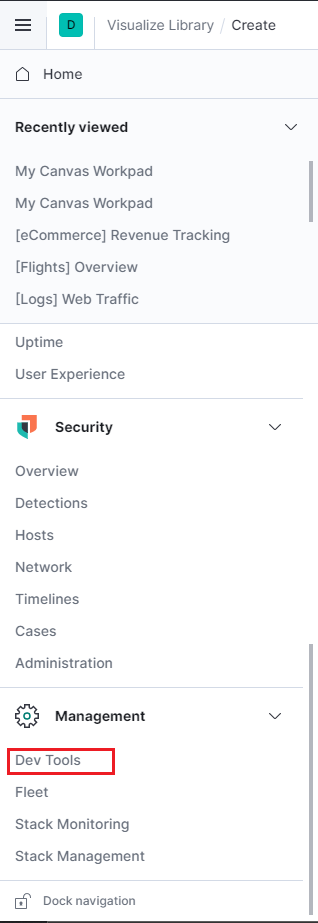 D Visualize Library / Create
Home
Recently viewed
My Canvas Workpad
My Canvas Workpad
[eCommerce] Revenue Tracking
[Flights] Overview
[Logs] Web Traffic
Uptime
User Experience
Security
Overview
Detections
Hosts
Network
Timelines
Cases
Administration
Management
Dev Tools
Fleet
Stack Monitoring
Stack Management
Dock navigation